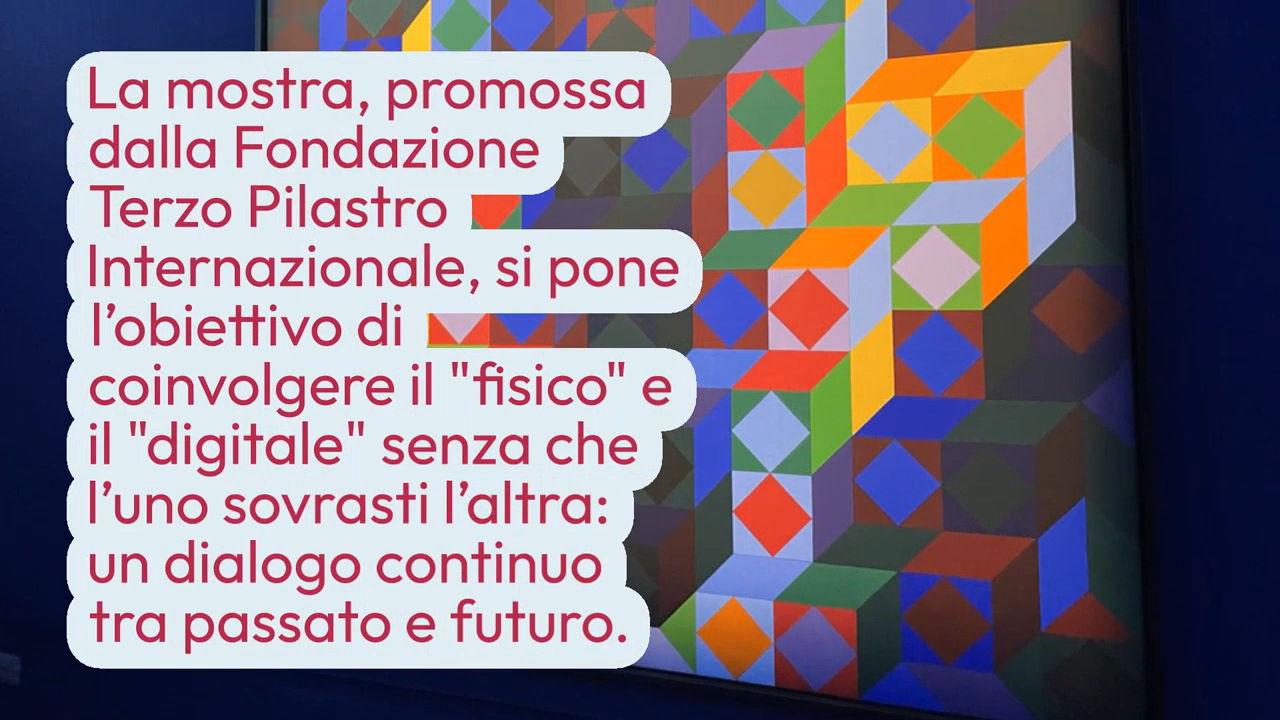 La mostra, promossa
dalla Fondazione
Terzo Pilastro
Internazionale, si pone
l’obiettivo di
coinvolgere il "fisico" e
il "digitale" senza che
l’uno sovrasti l’altra:
un dialogo continuo
tra passato e futuro.